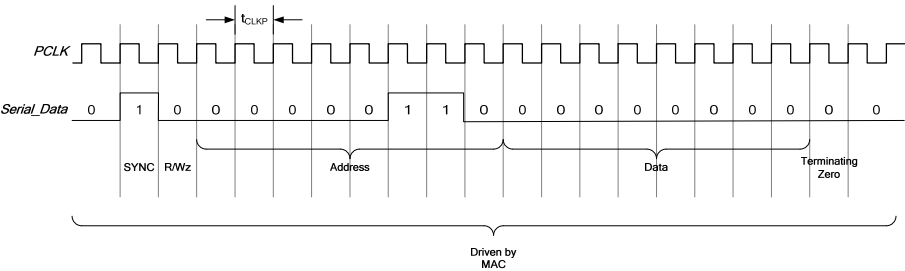 tCLKP
PCLK
Serial_Data 0 1 0 0 0 0 0 0 1 1 0 0 0 0 0 0 0 0 0 0 0
SYNC R/Wz Address Data Terminating
Zero
Driven by
MAC